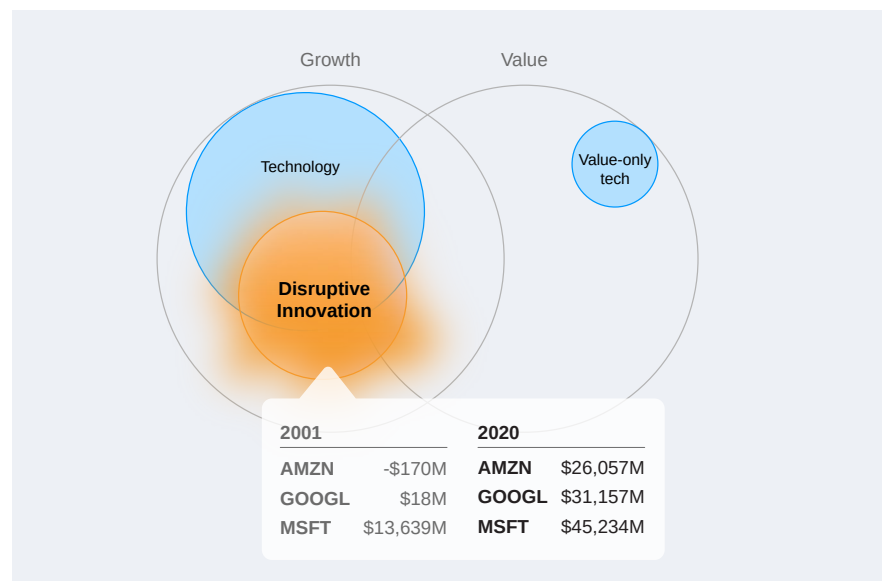 Growth
Value
Technology
Value-only
tech
Disruptive
Innovation
2001
AMZN -$170M
GOOGL $18M
MSFT $13,639M
2020
AMZN $26,057M
GOOGL $31,157M
MSFT $45,234M